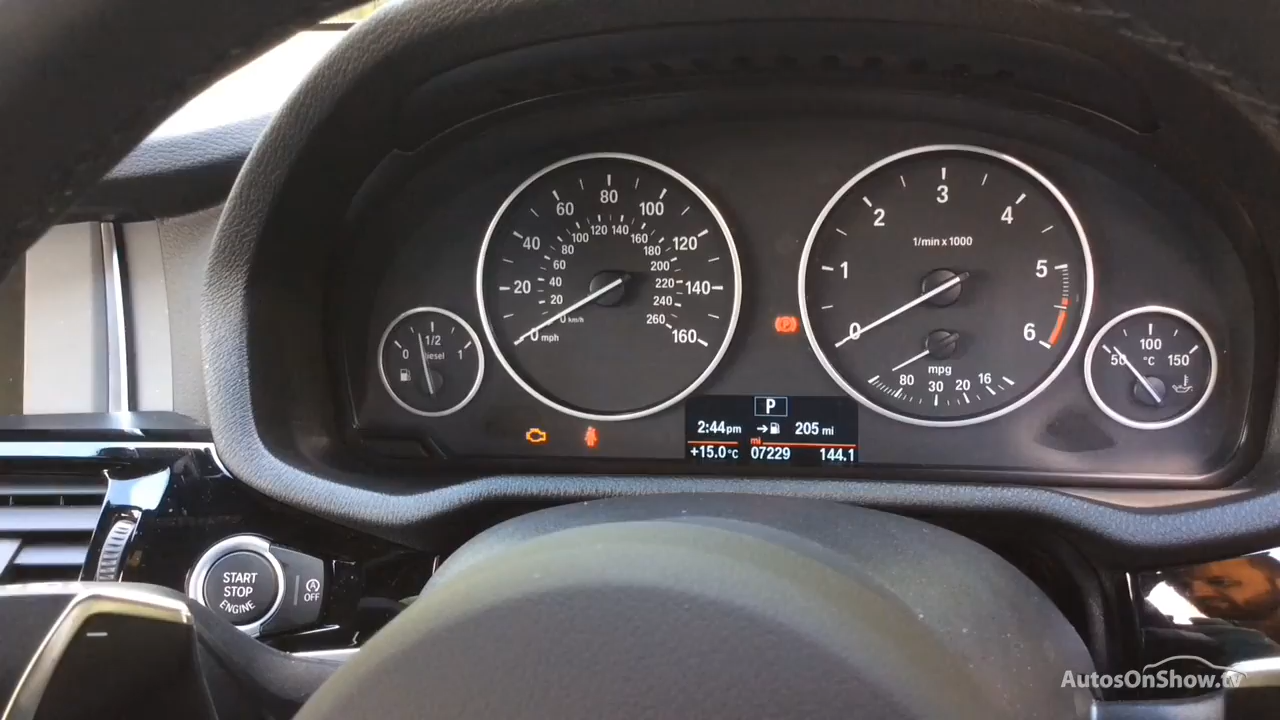 0 1/2 1
Diesel
0 20 40 60 80 100 120 140 160
mph
0 20 40 60 80 100 120 140 160 180 200 220 240 260
km/h
0 1 2 3 4 5 6
1/min x 1000
mpg
80 30 20 16
50 100 150
°C
P
2:44pm 205 mi
mi
+15.0°C 07229 144.1
START
STOP
ENGINE
A
OFF
AutosOnShow.tv